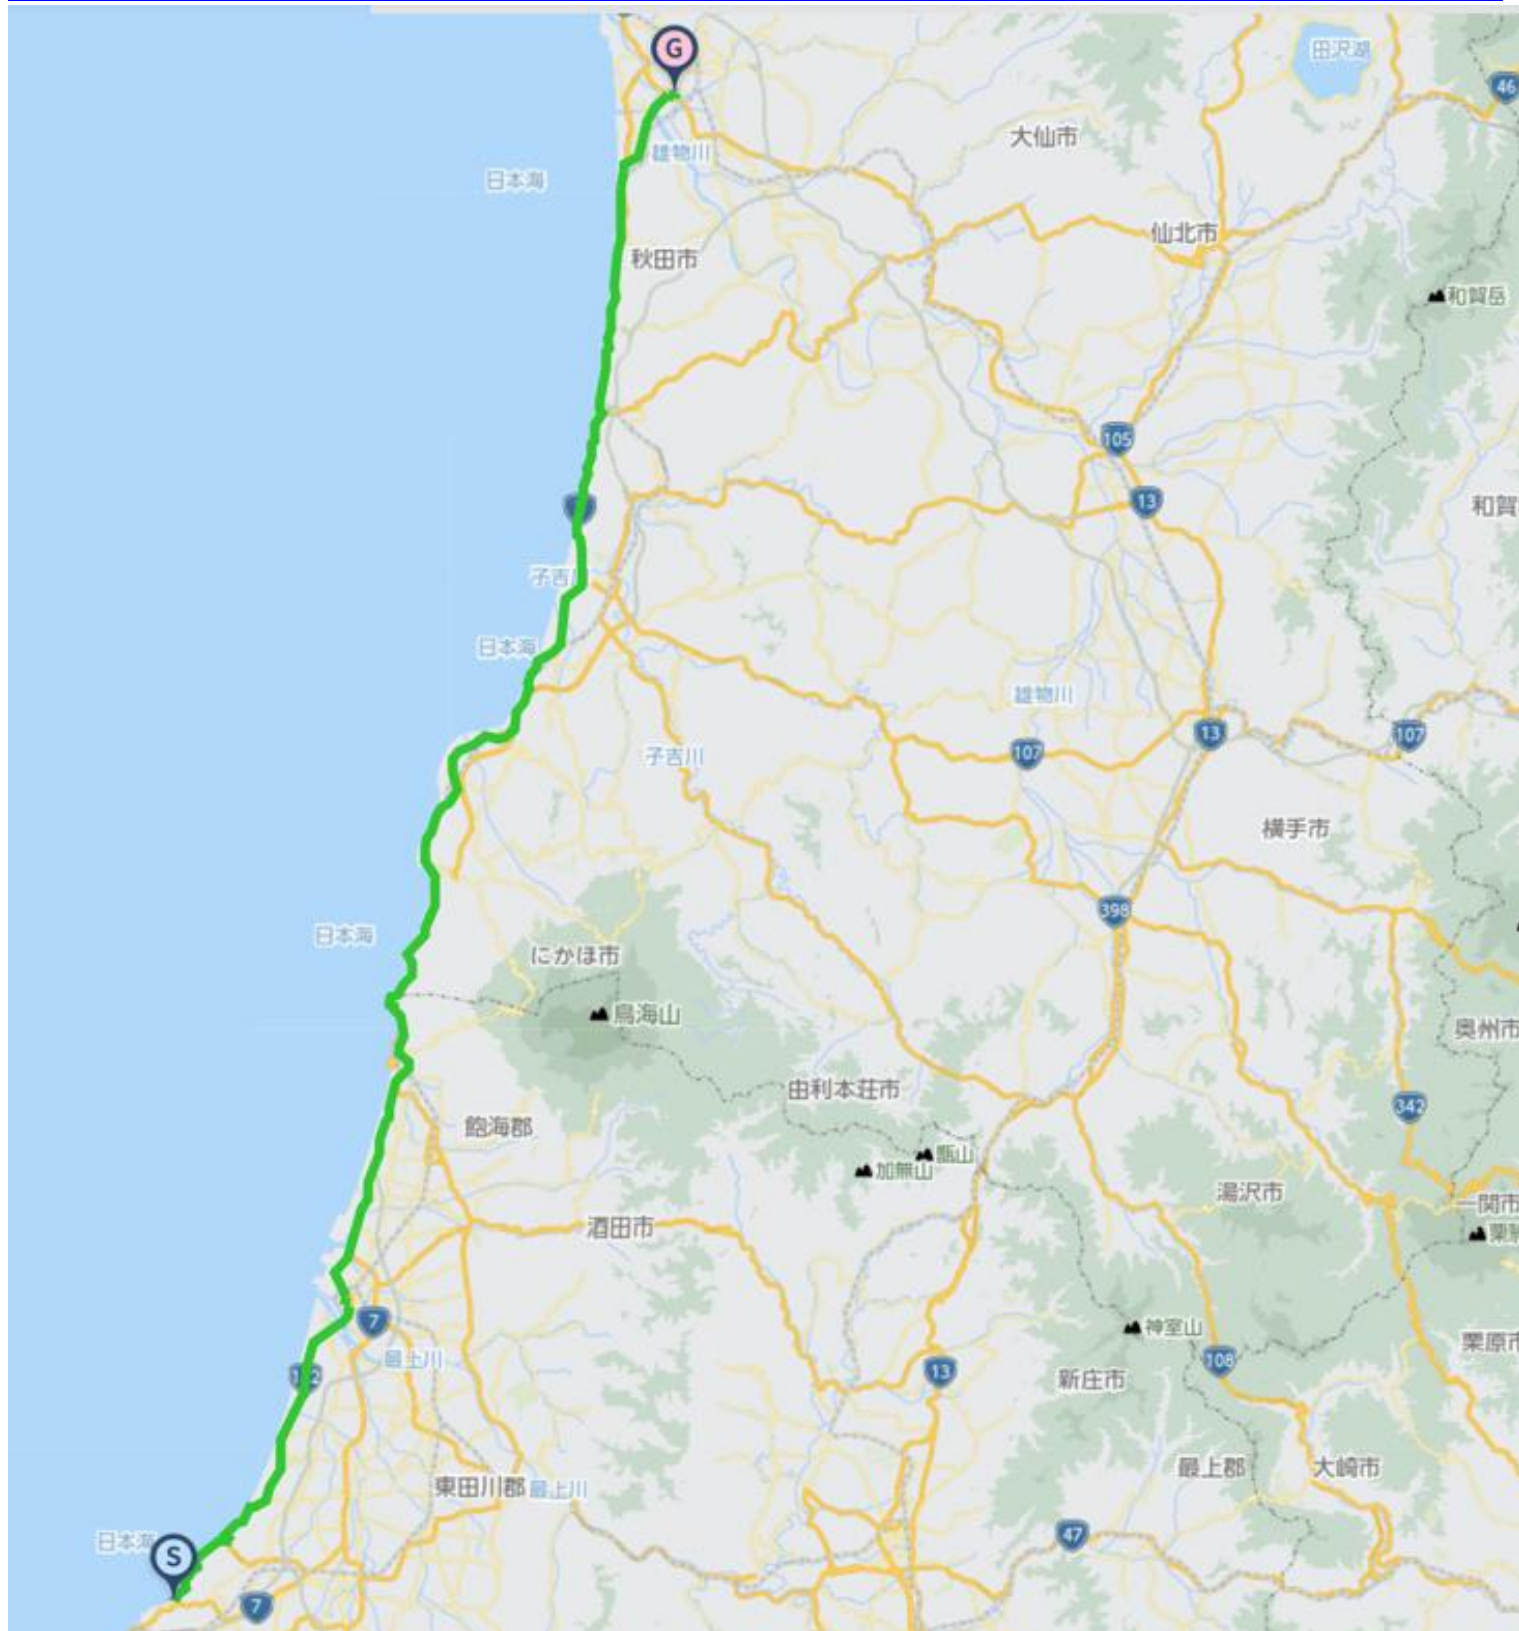 G
田沢湖
46
大仙市
雄物川
日本海
仙北市
秋田市
和賀岳
105
13
和賀
子吉川
日本海
雄物川
107
13
107
子吉川
横手市
398
日本海
にかほ市
鳥海山
奥州市
由利本荘市
342
飽海郡
甑山
加無山
湯沢市
一関市
酒田市
7
神室山
栗原市
最上川
108
13
新庄市
最上郡
大崎市
東田川郡
最上川
47
日本海
S
7